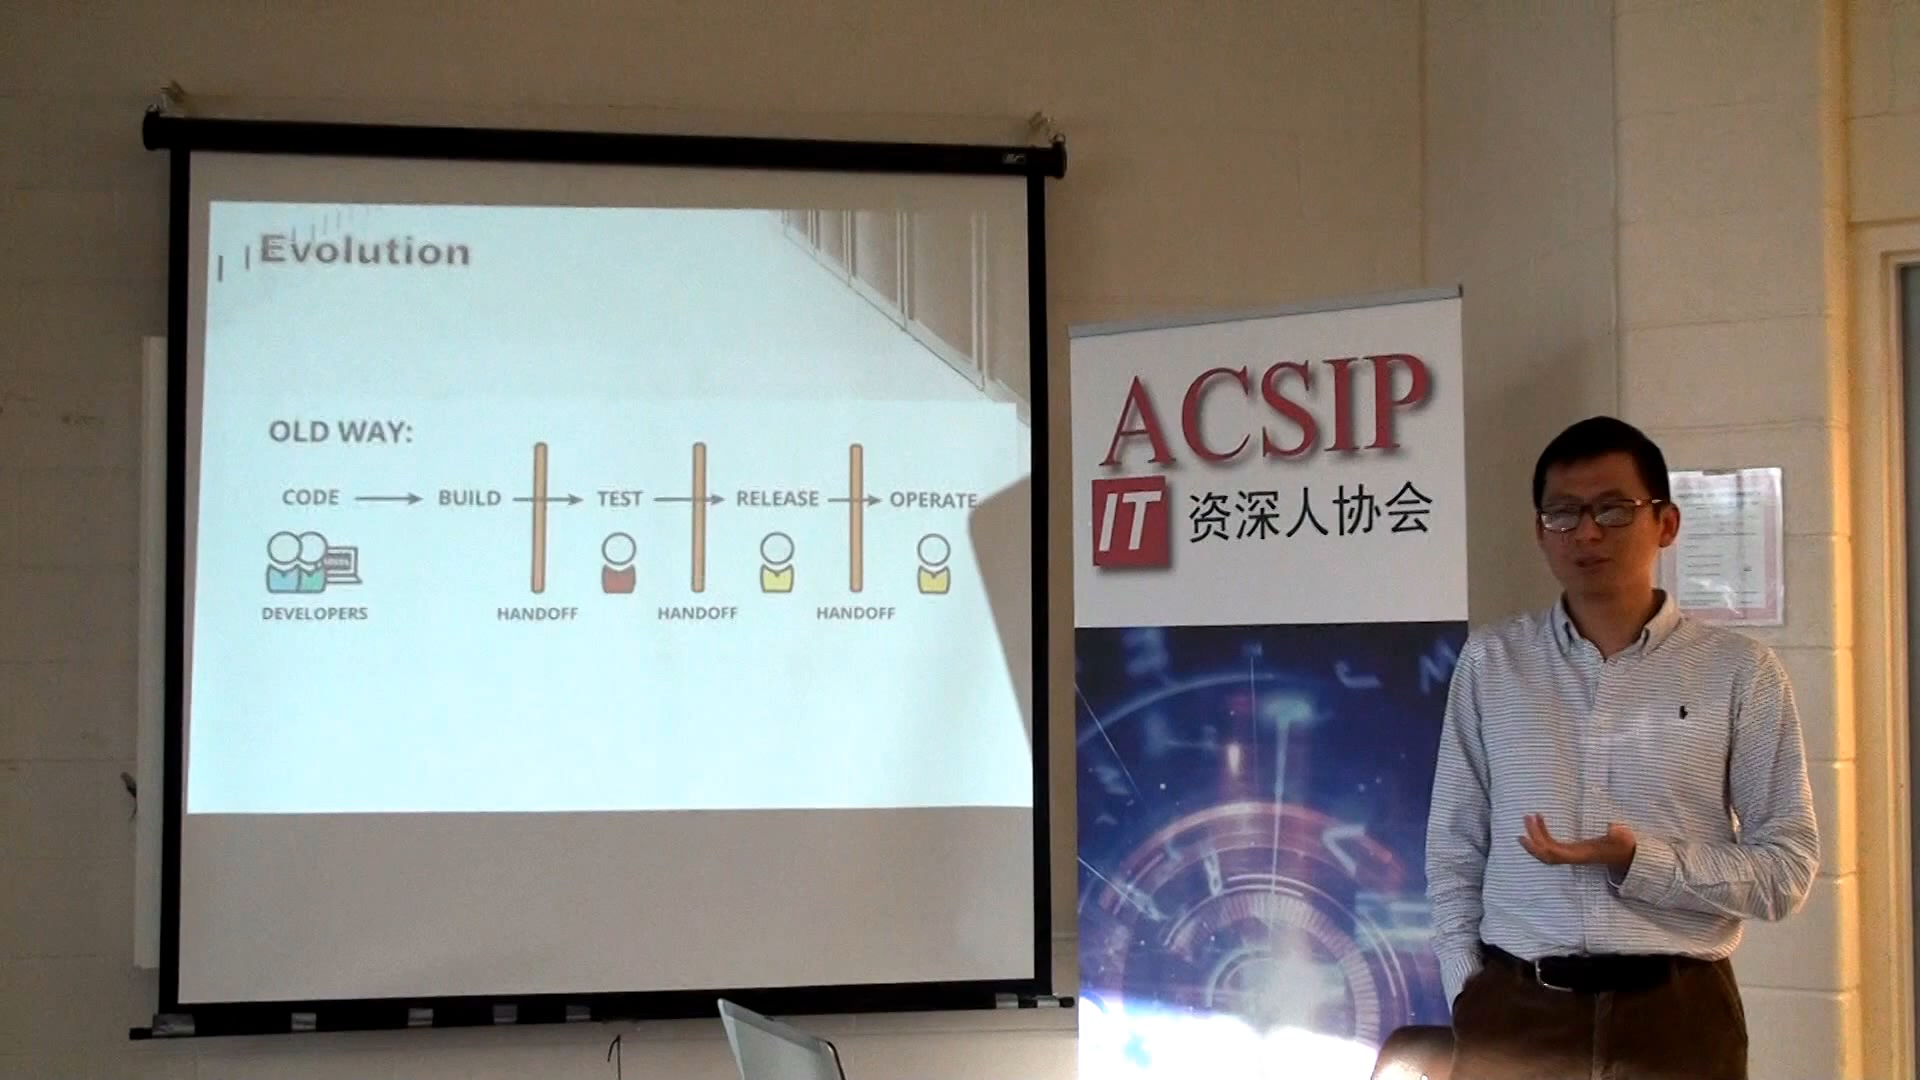 Evolution
OLD WAY:
CODE BUILD TEST RELEASE OPERATE
DEVELOPERS HANDOFF HANDOFF HANDOFF
ACSIP
IT 资深人协会